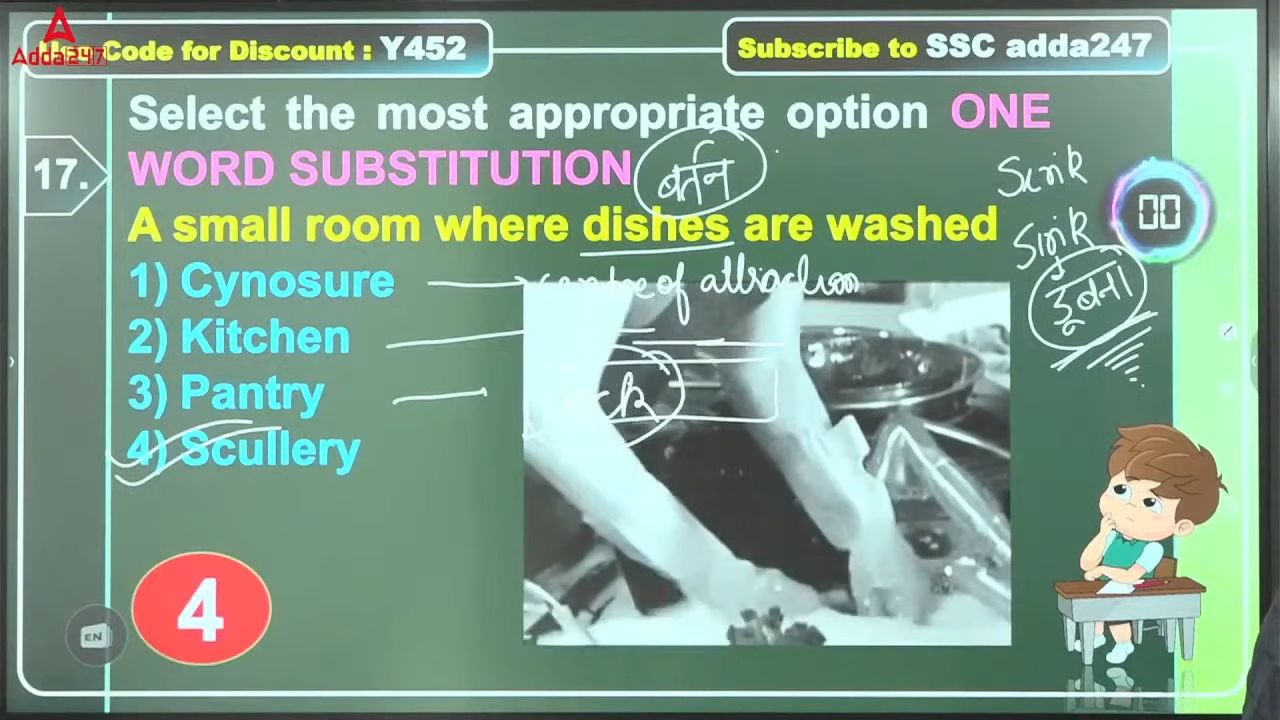 Adda247
Use Code for Discount : Y452
Subscribe to SSC adda247
17.
Select the most appropriate option ONE
WORD SUBSTITUTION
बर्तन
A small room where dishes are washed
Sink
डूबना
00
1) Cynosure
centre of attraction
2) Kitchen
3) Pantry
4) Scullery
4
EN